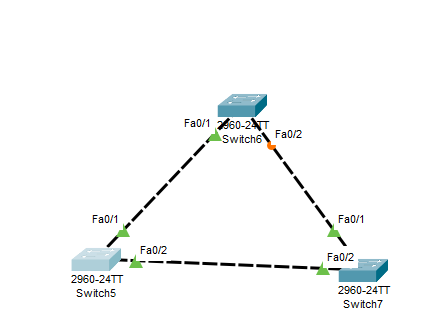 Fa0/1
2960-24TT
Switch6
Fa0/2
Fa0/1
Fa0/1
Fa0/2
Fa0/2
2960-24TT
Switch5
2960-24TT
Switch7